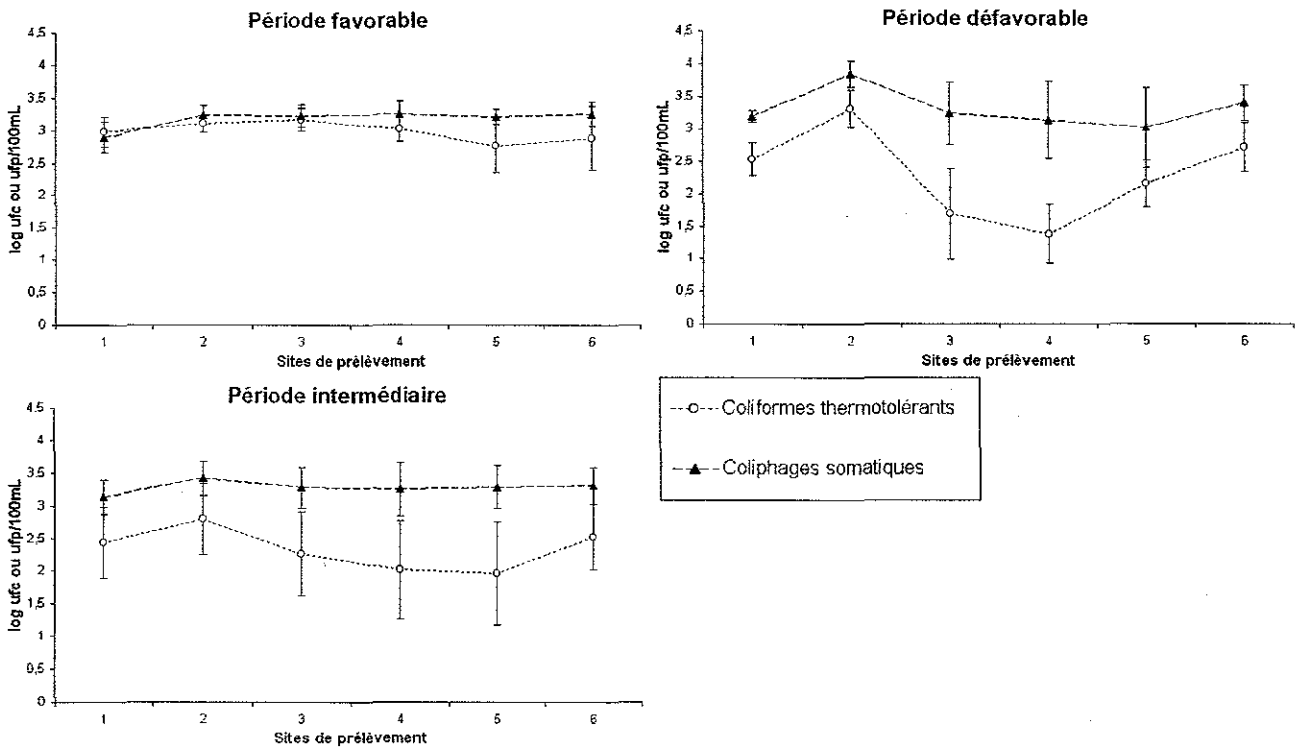 Période favorable
4,5
4
3,5
3
2,5
2
1,5
1
0,5
0
log ufc ou ufp/100mL
1 2 3 4 5 6
Sites de prélèvement
Période défavorable
4,5
4
3,5
3
2,5
2
1,5
1
0,5
0
log ufc ou ufp/100mL
1 2 3 4 5 6
Sites de prélèvement
Période intermédiaire
4,5
4
3,5
3
2,5
2
1,5
1
0,5
0
log ufc ou ufp/100mL
1 2 3 4 5 6
Sites de prélèvement
Coliformes thermotolérants
Coliphages somatiques